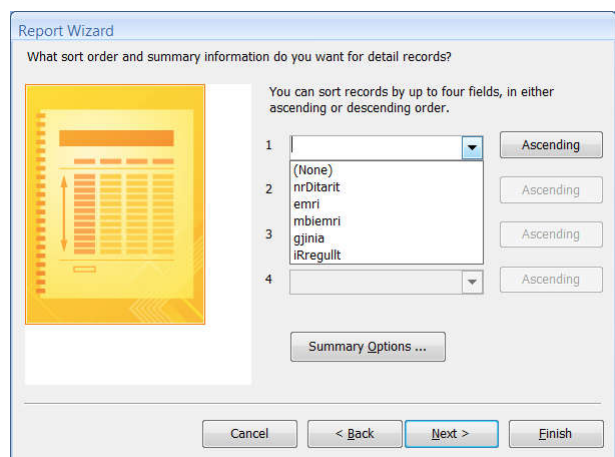 Report Wizard
What sort order and summary information do you want for detail records?
You can sort records by up to four fields, in either
ascending or descending order.
1 Ascending
(None)
nrDitarit
2 emri Ascending
mbiemri
3 gjinia Ascending
iRregullt
4 Ascending
Summary Options ...
Cancel < Back Next > Finish